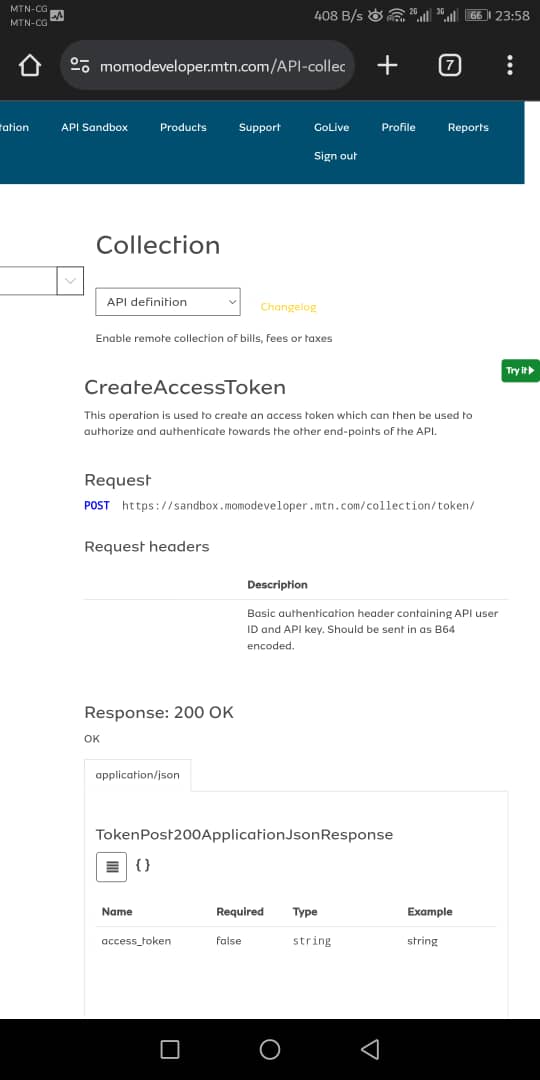 MTN-CG
MTN-CG
408 B/s 2G 3G 66 23:58
momodeveloper.mtn.com/API-collec
7
API Sandbox Products Support GoLive Profile Reports
Sign out
Collection
API definition
Changelog
Enable remote collection of bills, fees or taxes
Try it
CreateAccessToken
This operation is used to create an access token which can then be used to
authorize and authenticate towards the other end-points of the API.
Request
POST https://sandbox.momodeveloper.mtn.com/collection/token/
Request headers
Description
Basic authentication header containing API user
ID and API key. Should be sent in as B64
encoded.
Response: 200 OK
OK
application/json
TokenPost200ApplicationJsonResponse
{}
Name Required Type Example
access_token false string string